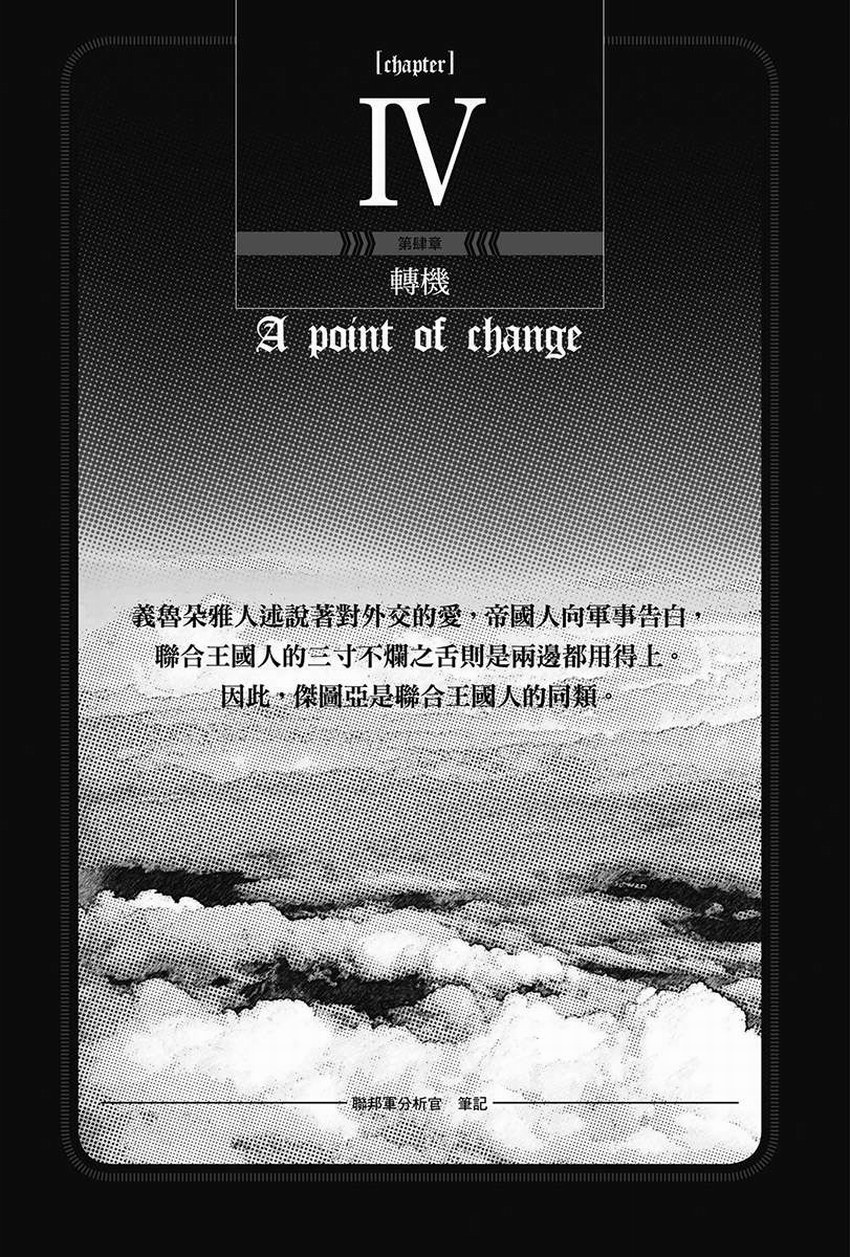 [chapter]
IV
第肆章
轉機
A point of change
義魯朵雅人述說著對外交的愛，帝國人向軍事告白，
聯合王國人的三寸不爛之舌則是兩邊都用得上。
因此，傑圖亞是聯合王國人的同類。
聯邦軍分析官　筆記